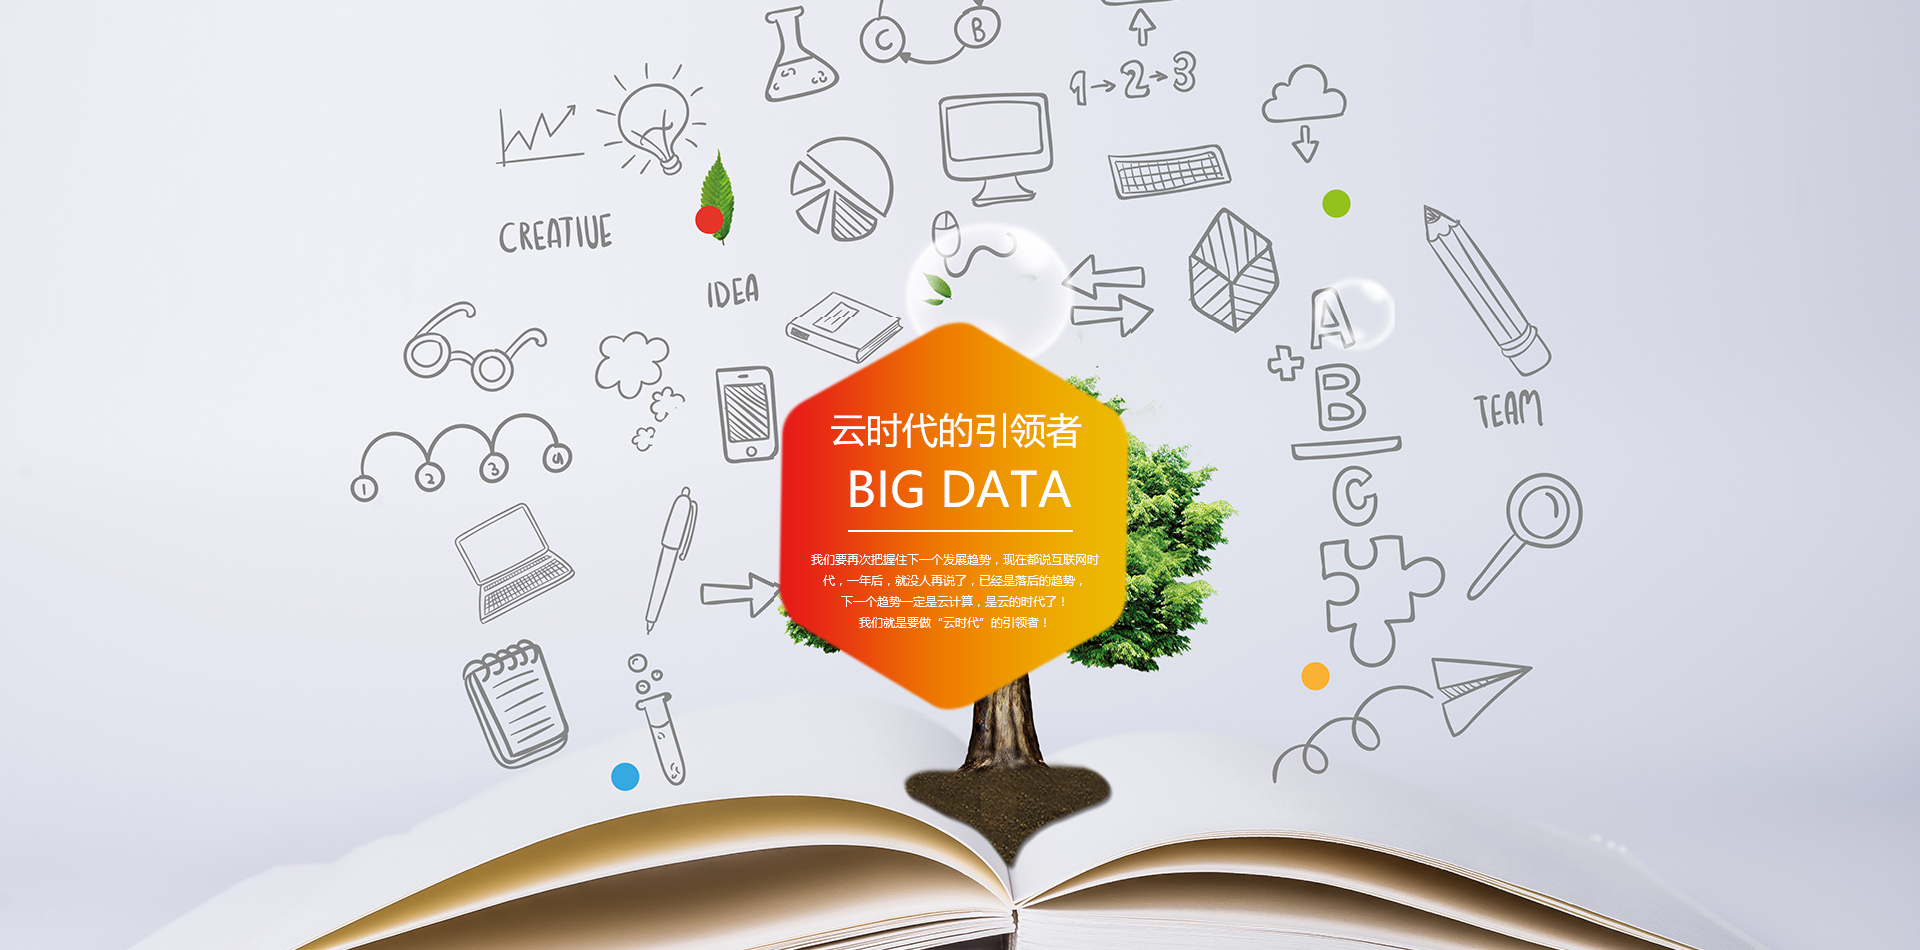 C
B
1→2→3
CREATIUE
IDEA
A
+ B
TEAM
云时代的引领者
1
2
3
4
BIG DATA
C
我们要再次把握住下一个发展趋势，现在都说互联网时
代，一年后，就没人再说了，已经是落后的趋势，
下一个趋势一定是云计算，是云的时代了！
我们就是要做“云时代”的引领者！